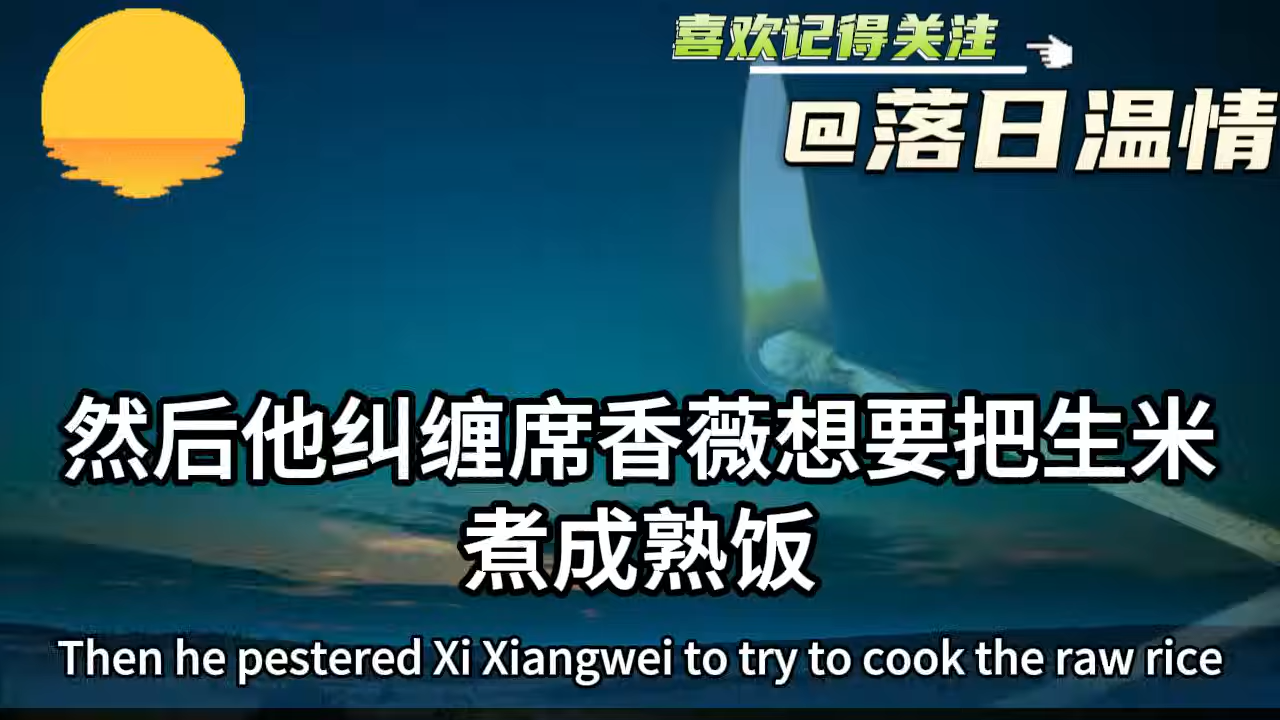 喜欢记得关注
@落日温情
然后他纠缠席香薇想要把生米
煮成熟饭
Then he pestered Xi Xiangwei to try to cook the raw rice